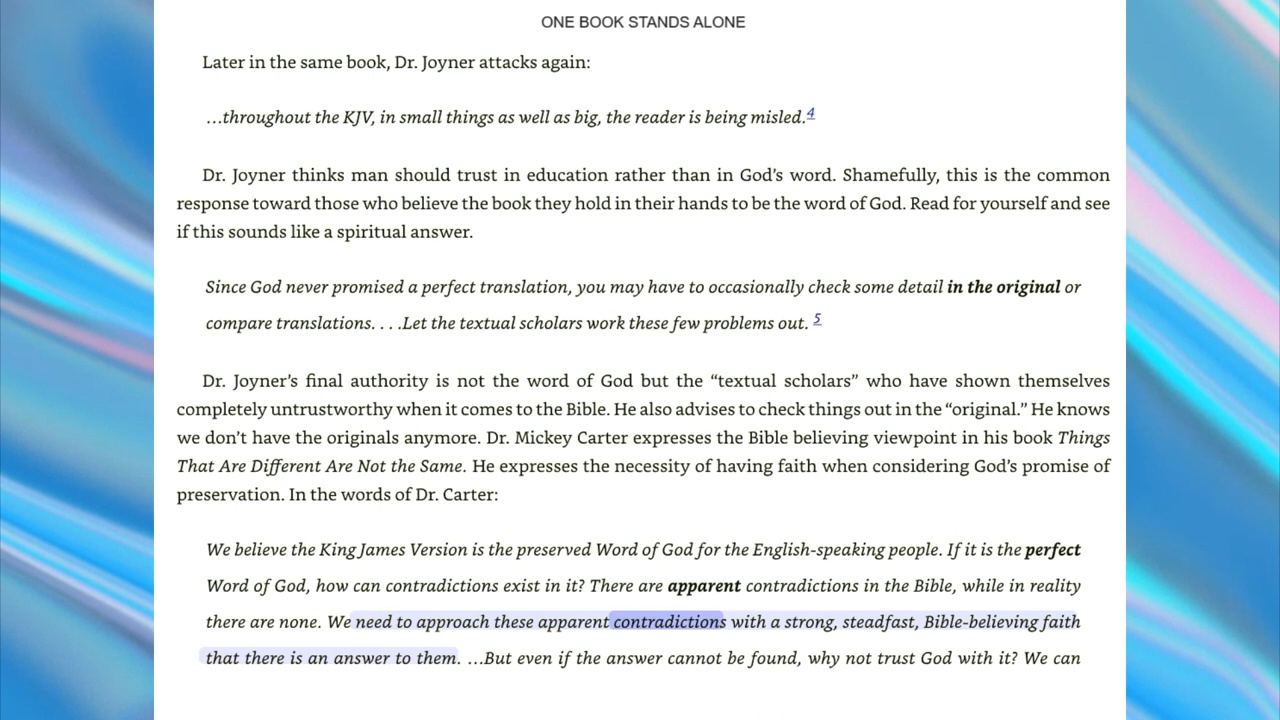 ONE BOOK STANDS ALONE
Later in the same book, Dr. Joyner attacks again:
…throughout the KJV, in small things as well as big, the reader is being misled.4
Dr. Joyner thinks man should trust in education rather than in God’s word. Shamefully, this is the common
response toward those who believe the book they hold in their hands to be the word of God. Read for yourself and see
if this sounds like a spiritual answer.
Since God never promised a perfect translation, you may have to occasionally check some detail in the original or
compare translations. . . .Let the textual scholars work these few problems out. 5
Dr. Joyner’s final authority is not the word of God but the “textual scholars” who have shown themselves
completely untrustworthy when it comes to the Bible. He also advises to check things out in the “original.” He knows
we don’t have the originals anymore. Dr. Mickey Carter expresses the Bible believing viewpoint in his book Things
That Are Different Are Not the Same. He expresses the necessity of having faith when considering God’s promise of
preservation. In the words of Dr. Carter:
We believe the King James Version is the preserved Word of God for the English-speaking people. If it is the perfect
Word of God, how can contradictions exist in it? There are apparent contradictions in the Bible, while in reality
there are none. We need to approach these apparent contradictions with a strong, steadfast, Bible-believing faith
that there is an answer to them. …But even if the answer cannot be found, why not trust God with it? We can